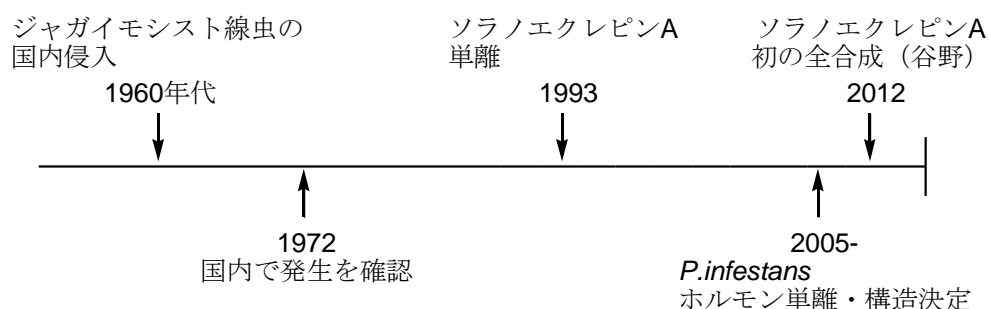 ジャガイモシスト線虫の
国内侵入
1960年代
ソラノエクレピンA
単離
1993
ソラノエクレピンA
初の全合成（谷野）
2012
1972
国内で発生を確認
2005-
P.infestans
ホルモン単離・構造決定